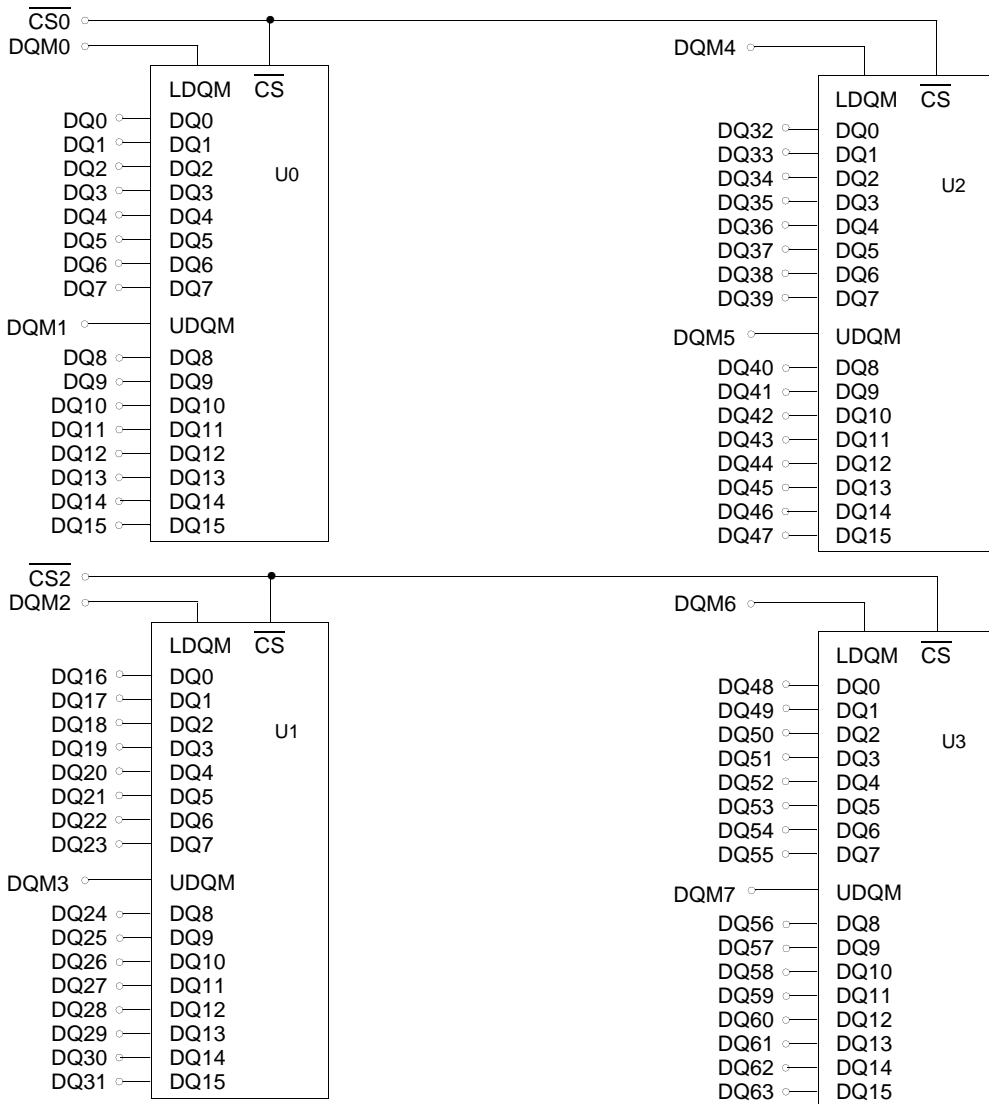 CS0
DQM0
LDQM CS
DQ0 DQ0
DQ1 DQ1
DQ2 DQ2
U0
DQ3 DQ3
DQ4 DQ4
DQ5 DQ5
DQ6 DQ6
DQ7 DQ7
DQM1 UDQM
DQ8 DQ8
DQ9 DQ9
DQ10 DQ10
DQ11 DQ11
DQ12 DQ12
DQ13 DQ13
DQ14 DQ14
DQ15 DQ15
DQM4
LDQM CS
DQ32 DQ0
DQ33 DQ1
DQ34 DQ2
U2
DQ35 DQ3
DQ36 DQ4
DQ37 DQ5
DQ38 DQ6
DQ39 DQ7
DQM5 UDQM
DQ40 DQ8
DQ41 DQ9
DQ42 DQ10
DQ43 DQ11
DQ44 DQ12
DQ45 DQ13
DQ46 DQ14
DQ47 DQ15
CS2
DQM2
LDQM CS
DQ16 DQ0
DQ17 DQ1
DQ18 DQ2
U1
DQ19 DQ3
DQ20 DQ4
DQ21 DQ5
DQ22 DQ6
DQ23 DQ7
DQM3 UDQM
DQ24 DQ8
DQ25 DQ9
DQ26 DQ10
DQ27 DQ11
DQ28 DQ12
DQ29 DQ13
DQ30 DQ14
DQ31 DQ15
DQM6
LDQM CS
DQ48 DQ0
DQ49 DQ1
DQ50 DQ2
U3
DQ51 DQ3
DQ52 DQ4
DQ53 DQ5
DQ54 DQ6
DQ55 DQ7
DQM7 UDQM
DQ56 DQ8
DQ57 DQ9
DQ58 DQ10
DQ59 DQ11
DQ60 DQ12
DQ61 DQ13
DQ62 DQ14
DQ63 DQ15